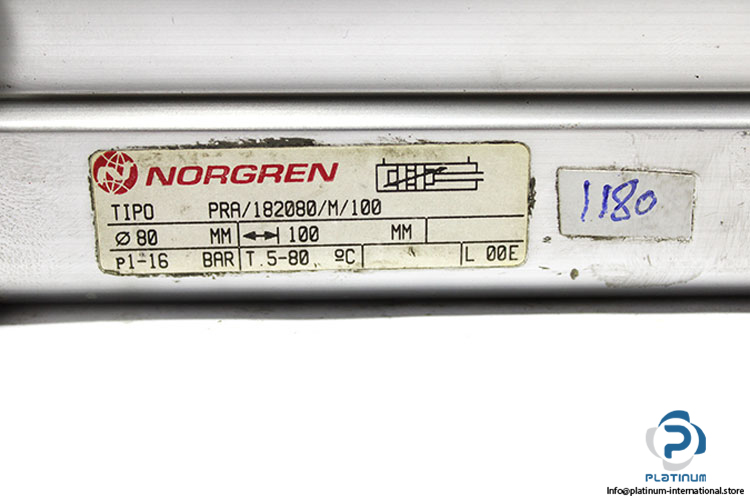 NORGREN
TIPO PRA/182080/M/100
Ø 80 MM 100 MM
P1-16 BAR T.5-80 ºC L 00E
1180
PLATINUM
Info@platinum-international.store